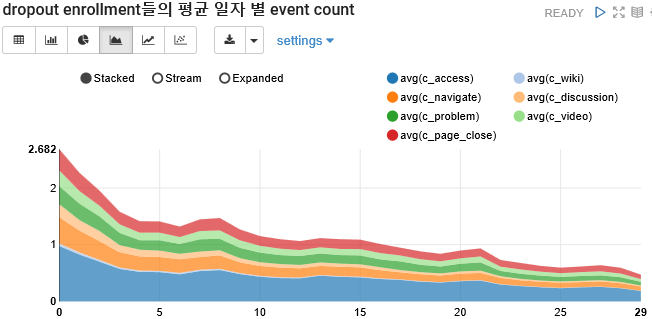 dropout enrollment들의 평균 일자 별 event count
READY
settings
Stacked Stream Expanded
avg(c_access) avg(c_wiki)
avg(c_navigate) avg(c_discussion)
avg(c_problem) avg(c_video)
avg(c_page_close)
2.682
2
1
0
0 5 10 15 20 25 29